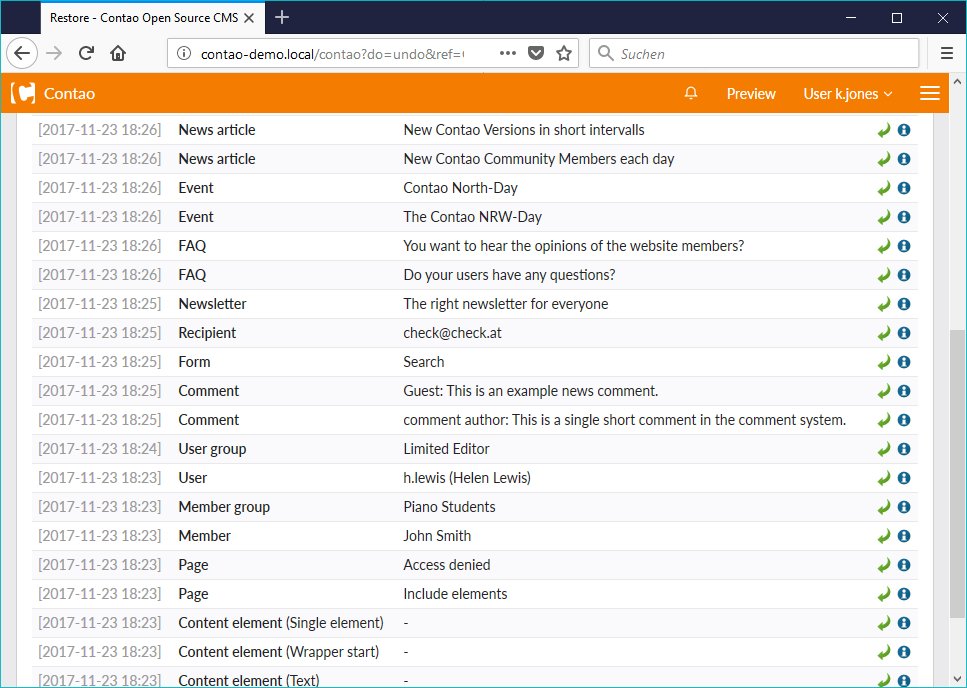 Restore - Contao Open Source CMS
contao-demo.local/contao?do=undo&ref=
Suchen
Contao
Preview
User k.jones
[2017-11-23 18:26] News article New Contao Versions in short intervalls
[2017-11-23 18:26] News article New Contao Community Members each day
[2017-11-23 18:26] Event Contao North-Day
[2017-11-23 18:26] Event The Contao NRW-Day
[2017-11-23 18:26] FAQ You want to hear the opinions of the website members?
[2017-11-23 18:26] FAQ Do your users have any questions?
[2017-11-23 18:25] Newsletter The right newsletter for everyone
[2017-11-23 18:25] Recipient check@check.at
[2017-11-23 18:25] Form Search
[2017-11-23 18:25] Comment Guest: This is an example news comment.
[2017-11-23 18:25] Comment comment author: This is a single short comment in the comment system.
[2017-11-23 18:24] User group Limited Editor
[2017-11-23 18:23] User h.lewis (Helen Lewis)
[2017-11-23 18:23] Member group Piano Students
[2017-11-23 18:23] Member John Smith
[2017-11-23 18:23] Page Access denied
[2017-11-23 18:23] Page Include elements
[2017-11-23 18:23] Content element (Single element) -
[2017-11-23 18:23] Content element (Wrapper start) -
[2017-11-23 18:23] Content element (Text) -